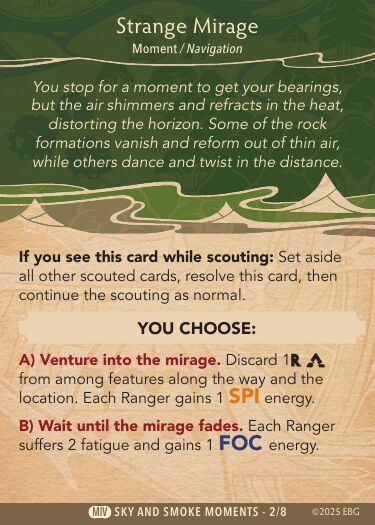 Strange Mirage
Moment / Navigation
You stop for a moment to get your bearings,
but the air shimmers and refracts in the heat,
distorting the horizon. Some of the rock
formations vanish and reform out of thin air,
while others dance and twist in the distance.
If you see this card while scouting: Set aside
all other scouted cards, resolve this card, then
continue the scouting as normal.
YOU CHOOSE:
A) Venture into the mirage. Discard 1R
from among features along the way and the
location. Each Ranger gains 1 SPI energy.
B) Wait until the mirage fades. Each Ranger
suffers 2 fatigue and gains 1 FOC energy.
MIV SKY AND SMOKE MOMENTS - 2/8 ©2025 EBG